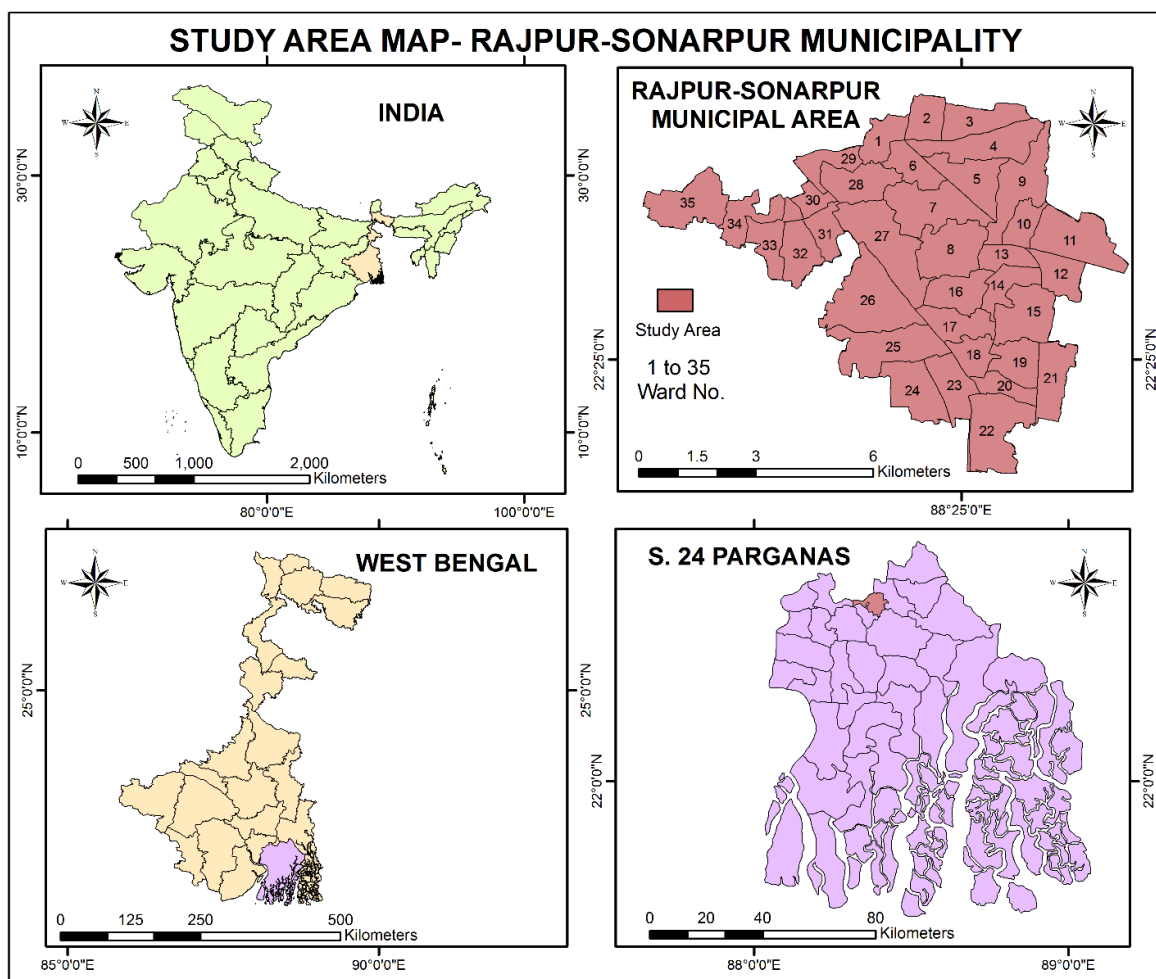 STUDY AREA MAP- RAJPUR-SONARPUR MUNICIPALITY
INDIA
N
W
E
S
30°0'0"N
10°0'0"N
30°0'0"N
10°0'0"N
0 500 1,000 2,000
Kilometers
80°0'0"E
100°0'0"E
RAJPUR-SONARPUR
MUNICIPAL AREA
N
W
E
S
2
3
1
4
29
6
5
9
28
35
30
7
10
34
31
27
11
33
32
8
13
12
26
16
14
15
17
25
18
19
24
23
20
21
22
Study Area
1 to 35
Ward No.
22°25'0"N
22°25'0"N
0 1.5 3 6
Kilometers
88°25'0"E
WEST BENGAL
N
W
E
S
25°0'0"N
25°0'0"N
0 125 250 500
Kilometers
85°0'0"E
90°0'0"E
S. 24 PARGANAS
N
W
E
S
22°0'0"N
22°0'0"N
0 20 40 80
Kilometers
88°0'0"E
89°0'0"E